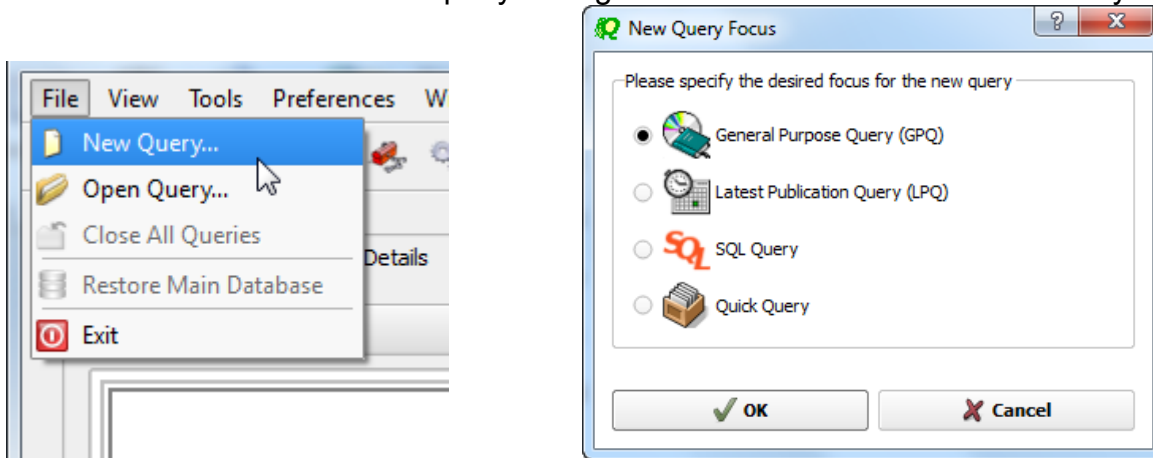 New Query Focus
Please specify the desired focus for the new query
General Purpose Query (GPQ)
Latest Publication Query (LPQ)
SQL SQL Query
Quick Query
OK Cancel
File View Tools Preferences
New Query...
Open Query...
Close All Queries
Details
Restore Main Database
Exit